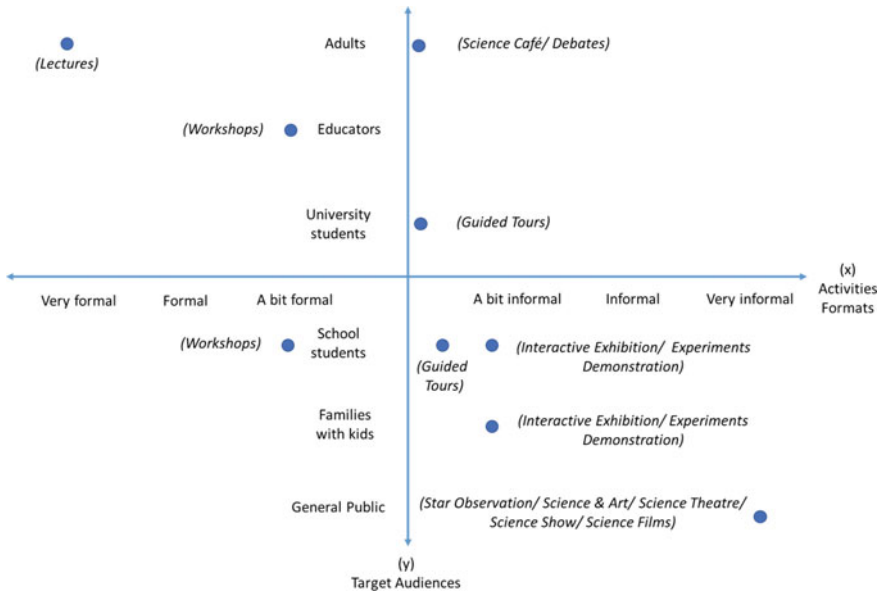 Adults
(Science Café/ Debates)
(Lectures)
(Workshops)
Educators
University
students
(Guided Tours)
(x)
Activities
Formats
Very formal
Formal
A bit formal
A bit informal
Informal
Very informal
(Workshops)
School
students
(Guided
Tours)
(Interactive Exhibition/ Experiments
Demonstration)
Families
with kids
(Interactive Exhibition/ Experiments
Demonstration)
General Public
(Star Observation/ Science & Art/ Science Theatre/
Science Show/ Science Films)
(y)
Target Audiences